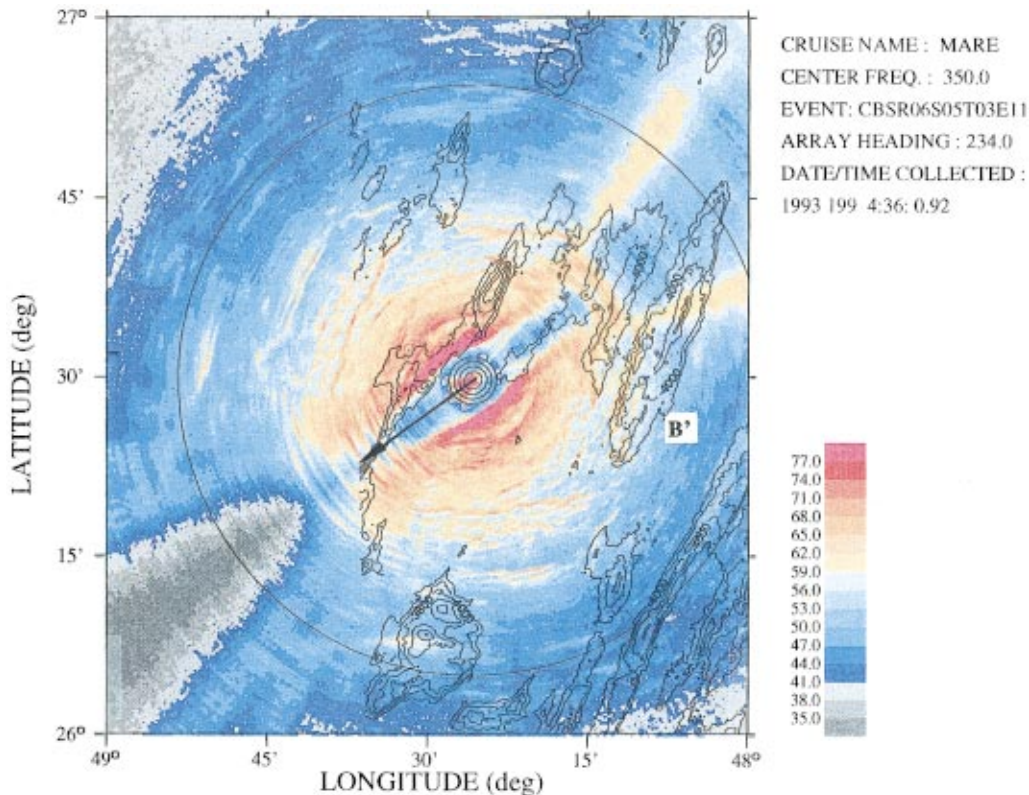 27°
45'
30'
15'
26°
LATITUDE (deg)
49° 45' 30' 15' 48°
LONGITUDE (deg)
B'
CRUISE NAME : MARE
CENTER FREQ. : 350.0
EVENT: CBSR06S05T03E11
ARRAY HEADING : 234.0
DATE/TIME COLLECTED :
1993 199 4:36: 0.92
77.0
74.0
71.0
68.0
65.0
62.0
59.0
56.0
53.0
50.0
47.0
44.0
41.0
38.0
35.0